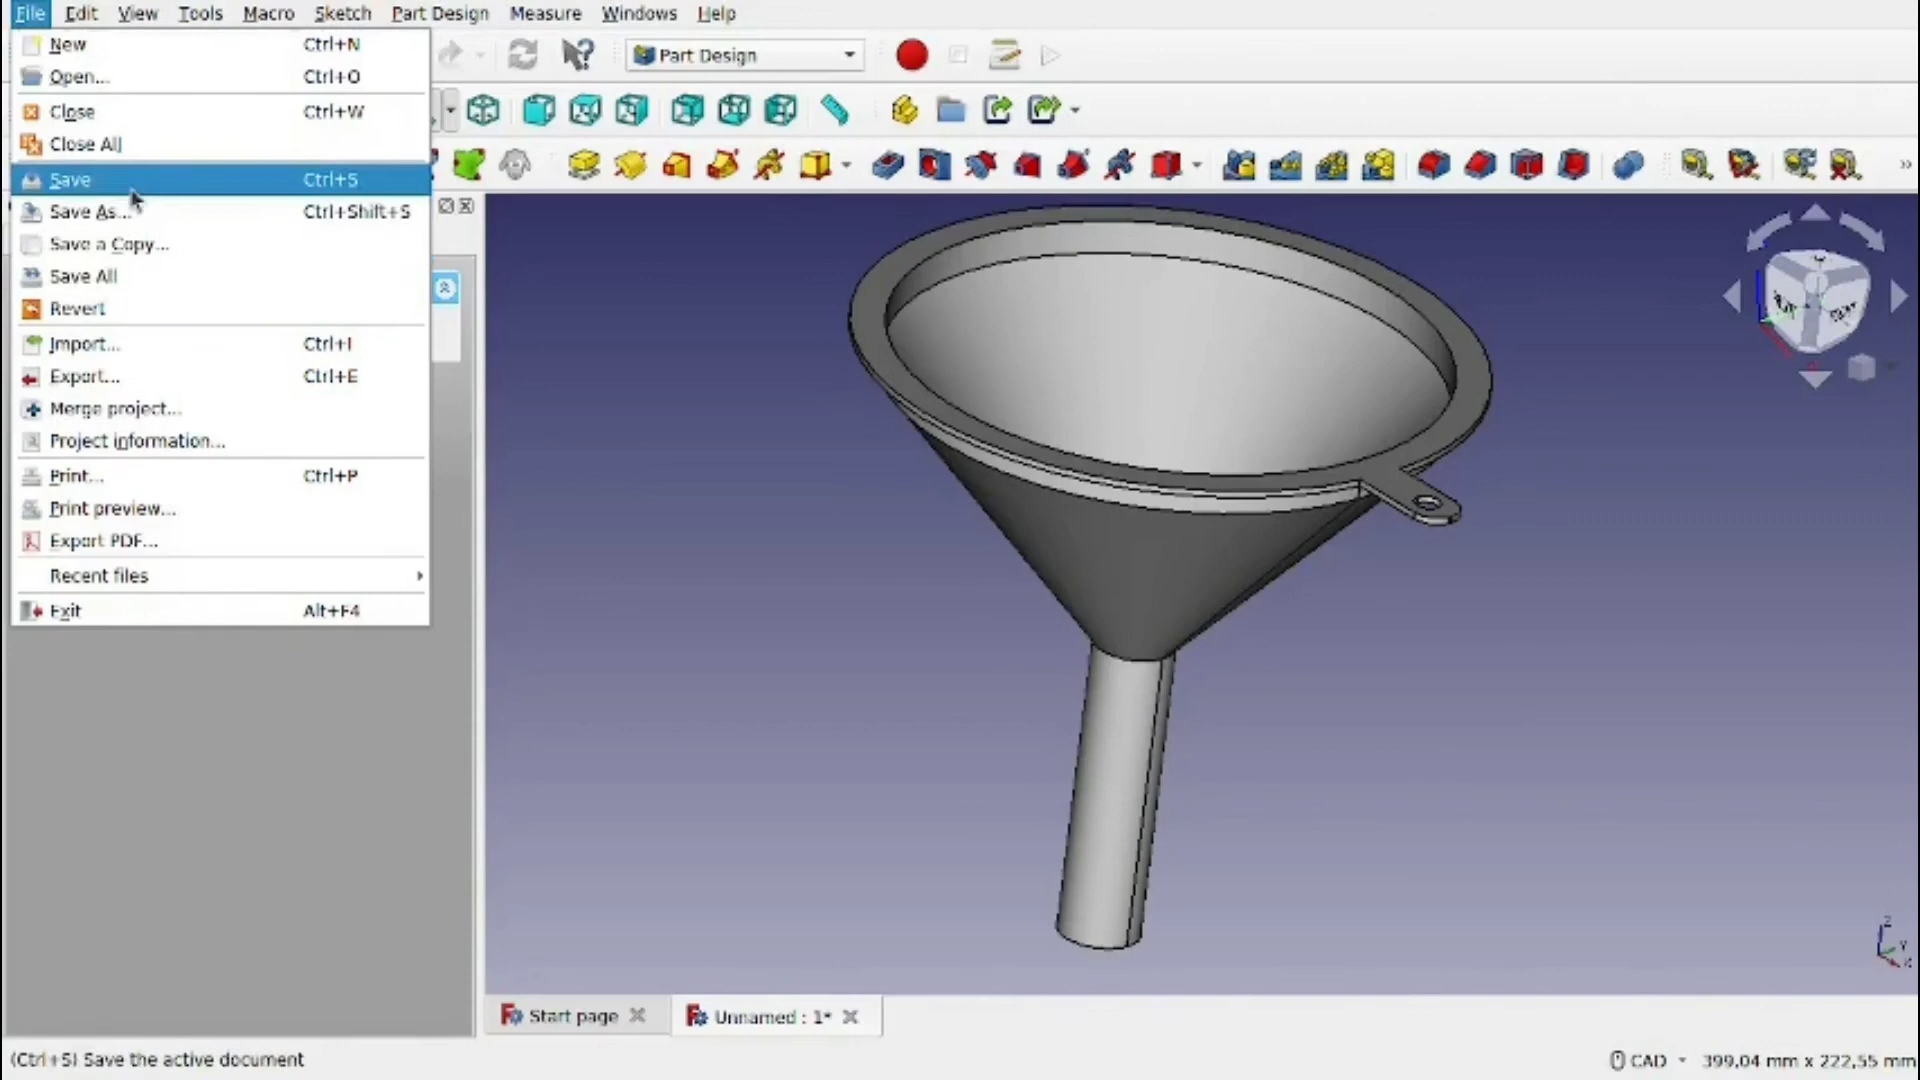 File Edit View Tools Macro Sketch Part Design Measure Windows Help
New Ctrl+N
Open... Ctrl+O
Close Ctrl+W
Close All
Save Ctrl+S
Save As... Ctrl+Shift+S
Save a Copy...
Save All
Revert
Import... Ctrl+I
Export... Ctrl+E
Merge project...
Project information...
Print... Ctrl+P
Print preview...
Export PDF...
Recent files
Exit Alt+F4
Part Design
Z
Y
X
Start page
Unnamed : 1*
(Ctrl+S) Save the active document
CAD 399,04 mm x 222,55 mm